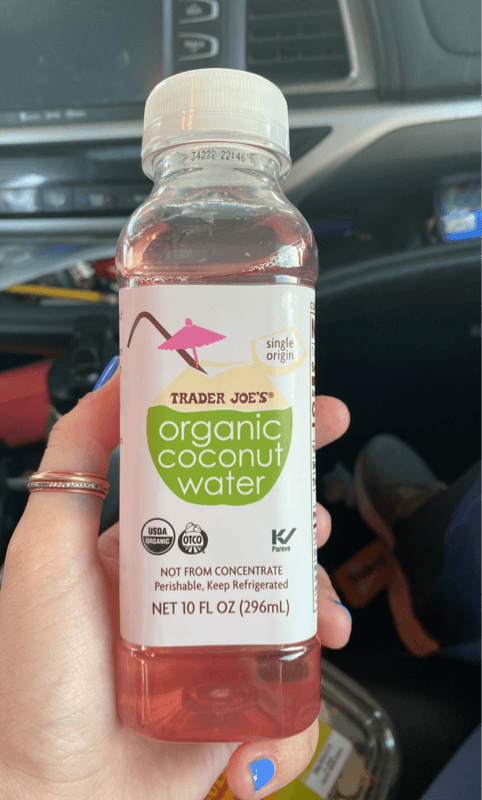 34222 22:46
single
origin
TRADER JOE'S®
organic
coconut
water
USDA
ORGANIC
OTCO
K
Pareve
NOT FROM CONCENTRATE
Perishable, Keep Refrigerated
NET 10 FL OZ (296mL)